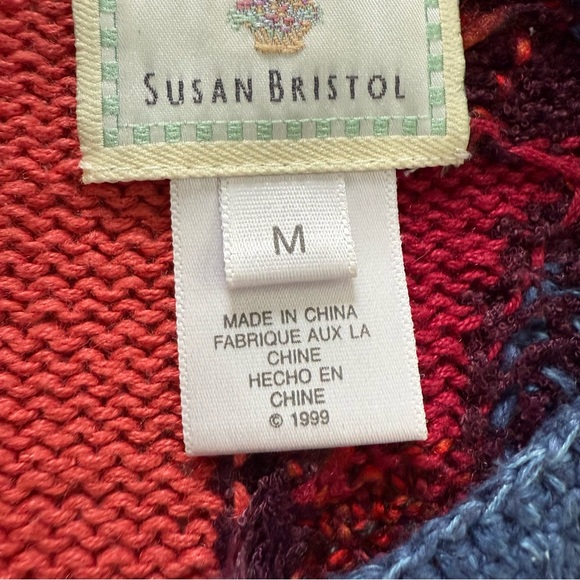 SUSAN BRISTOL
M
MADE IN CHINA
FABRIQUE AUX LA
CHINE
HECHO EN
CHINE
© 1999